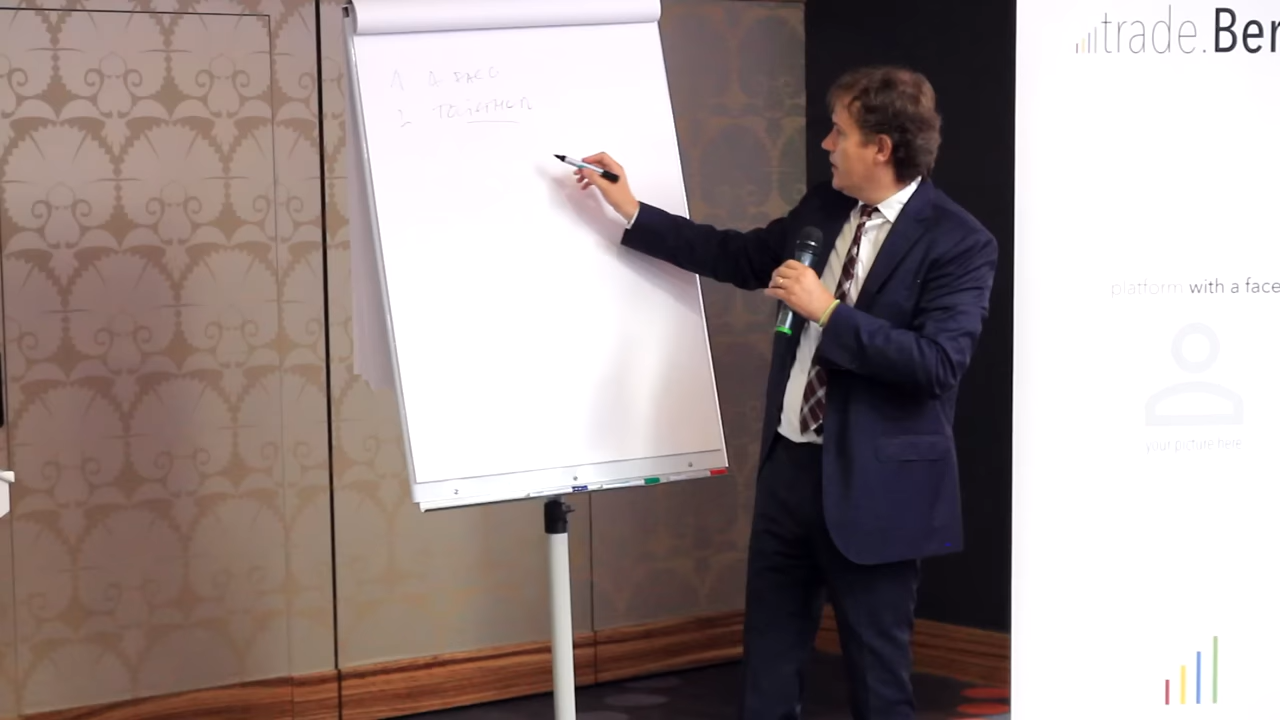 1 A FACE
2 TOGETHER
trade.Ber
platform with a face
your picture here